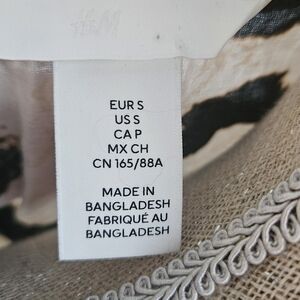 H&M
EUR S
US S
CA P
MX CH
CN 165/88A
MADE IN
BANGLADESH
FABRIQUÉ AU
BANGLADESH